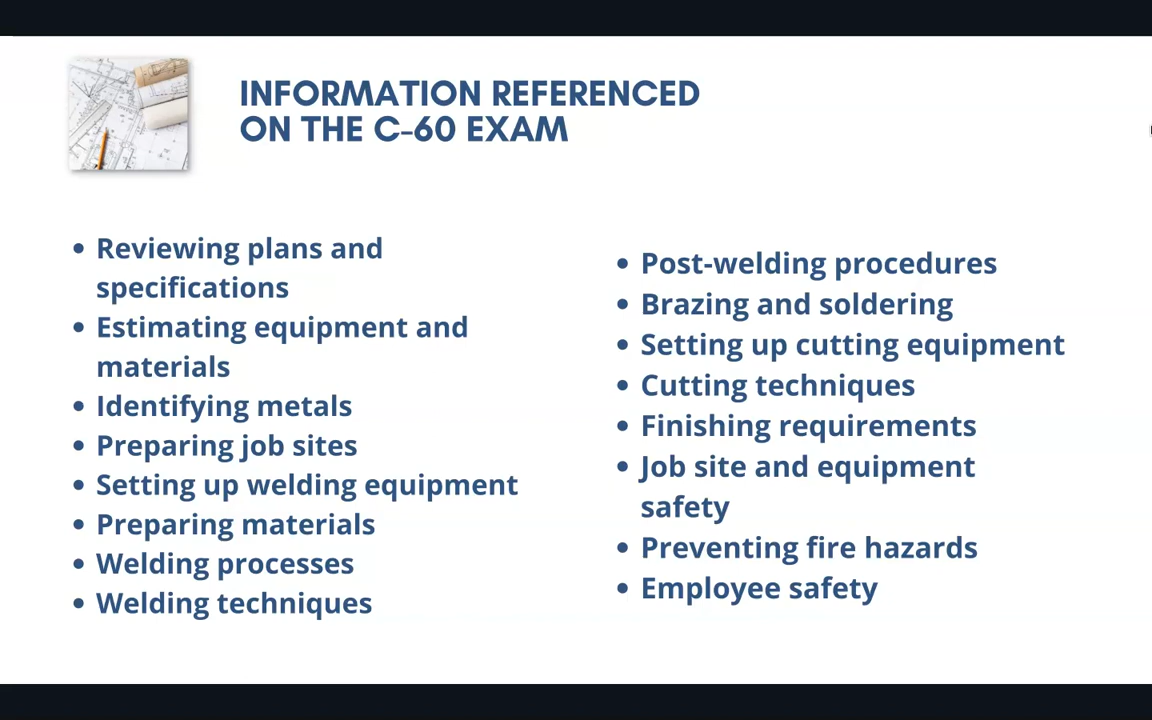 INFORMATION REFERENCED
ON THE C-60 EXAM
• Reviewing plans and
specifications
• Estimating equipment and
materials
• Identifying metals
• Preparing job sites
• Setting up welding equipment
• Preparing materials
• Welding processes
• Welding techniques
• Post-welding procedures
• Brazing and soldering
• Setting up cutting equipment
• Cutting techniques
• Finishing requirements
• Job site and equipment
safety
• Preventing fire hazards
• Employee safety